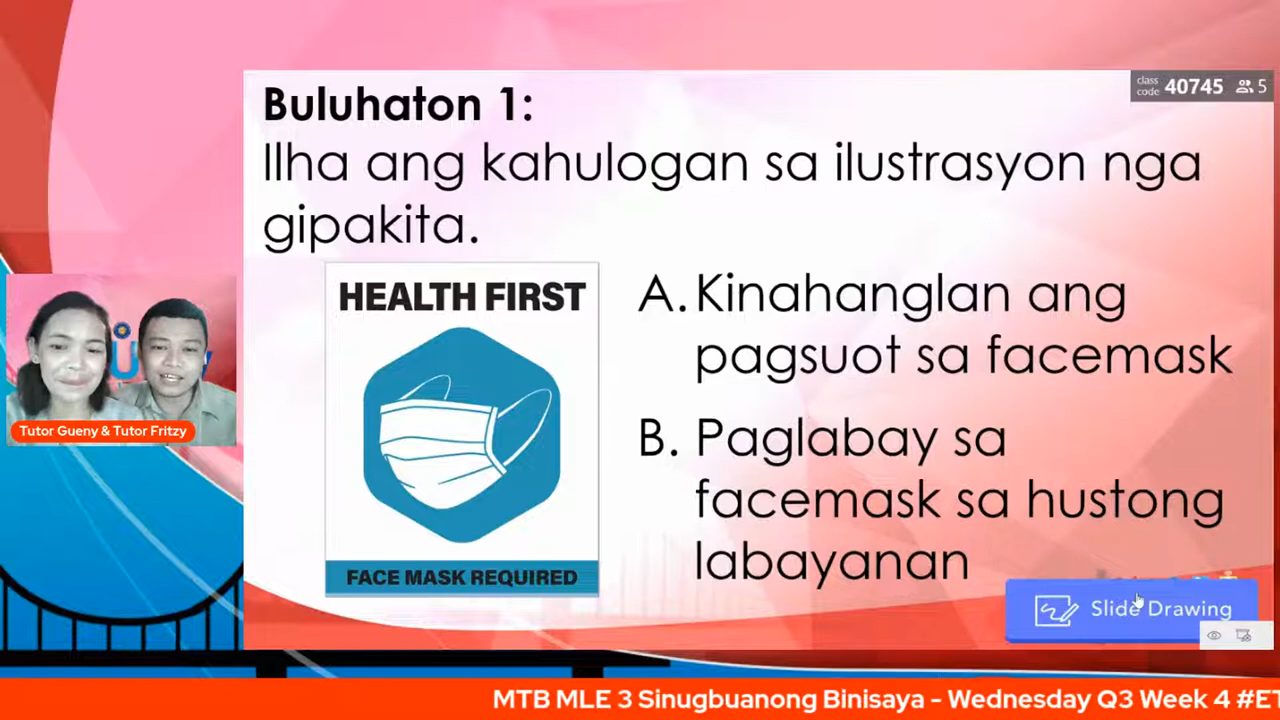 Buluhaton 1:
Ilha ang kahulogan sa ilustrasyon nga
gipakita.
class
code 40745 5
HEALTH FIRST
FACE MASK REQUIRED
A. Kinahanglan ang
pagsuot sa facemask
B. Paglabay sa
facemask sa hustong
labayanan
Slide Drawing
Tutor Gueny & Tutor Fritzy
MTB MLE 3 Sinugbuanong Binisaya - Wednesday Q3 Week 4 #ET